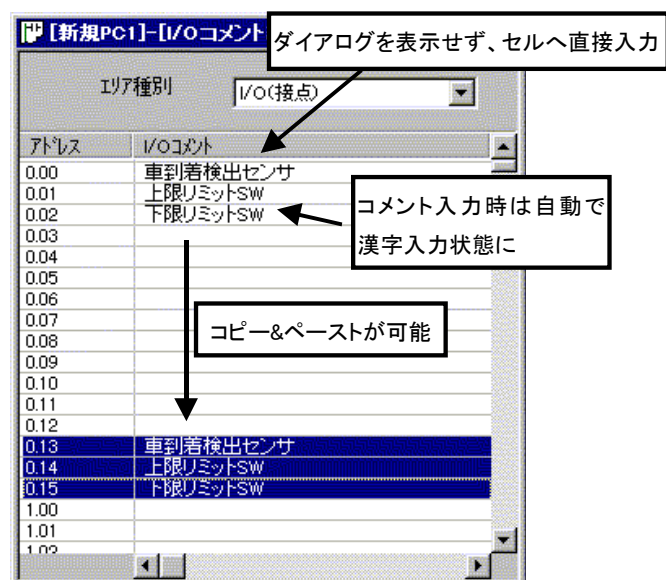 [新規PC1]-[I/Oコメント
ダイアログを表示せず、セルへ直接入力
エリア種別
I/O(接点)
アドレス I/Oコメント
0.00 車到着検出センサ
0.01 上限リミットSW
0.02 下限リミットSW
コメント入力時は自動で
漢字入力状態に
0.03
0.04
0.05
0.06
0.07
コピー&ペーストが可能
0.08
0.09
0.10
0.11
0.12
0.13 車到着検出センサ
0.14 上限リミットSW
0.15 下限リミットSW
1.00
1.01
1.02